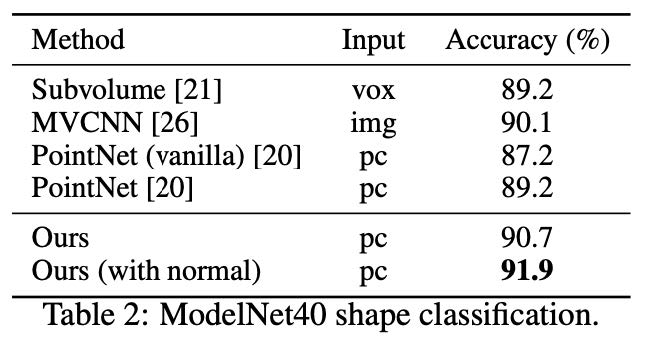 Method Input Accuracy (%)
Subvolume [21] vox 89.2
MVCNN [26] img 90.1
PointNet (vanilla) [20] pc 87.2
PointNet [20] pc 89.2
Ours pc 90.7
Ours (with normal) pc 91.9
Table 2: ModelNet40 shape classification.